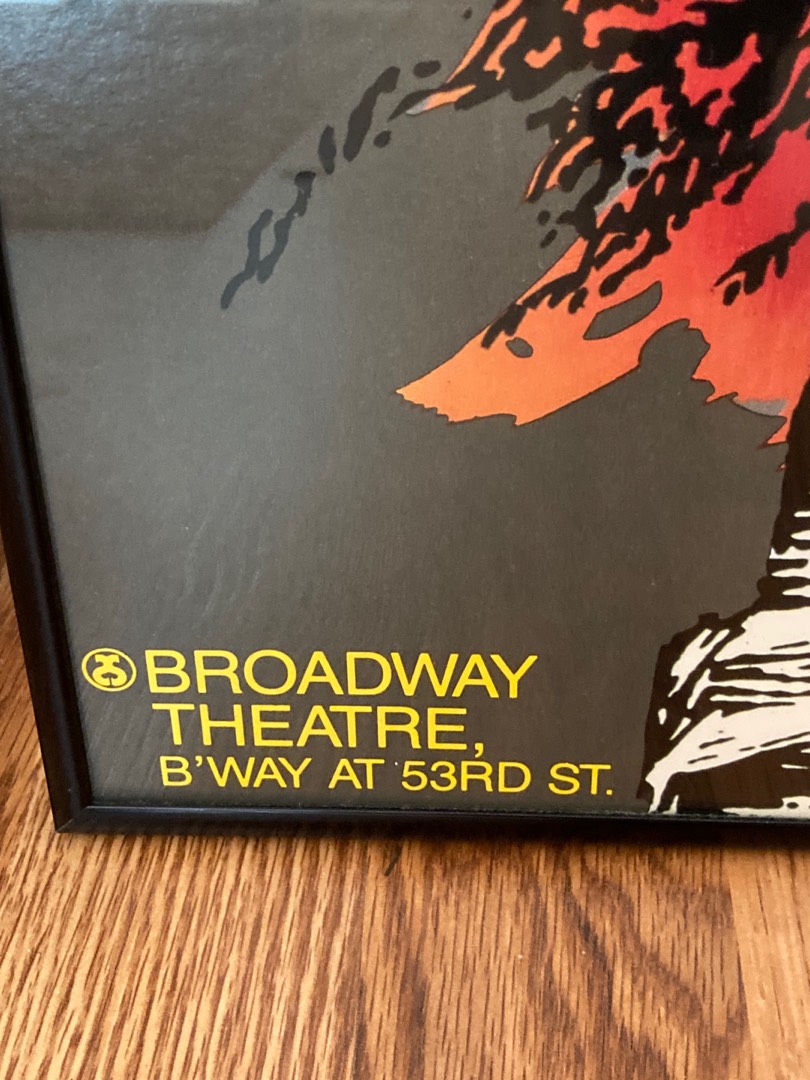 BROADWAY
THEATRE,
B'WAY AT 53RD ST.